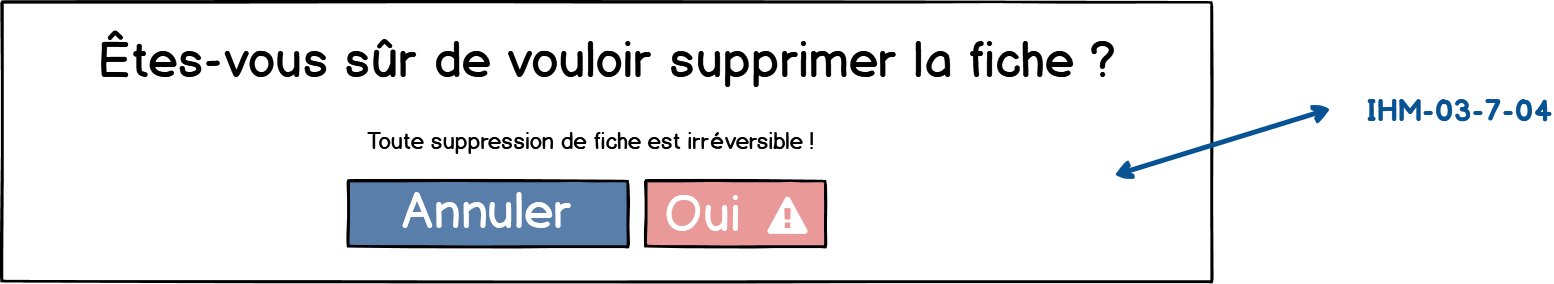 Êtes-vous sûr de vouloir supprimer la fiche ?
IHM-03-7-04
Toute suppression de fiche est irréversible !
Annuler
Oui